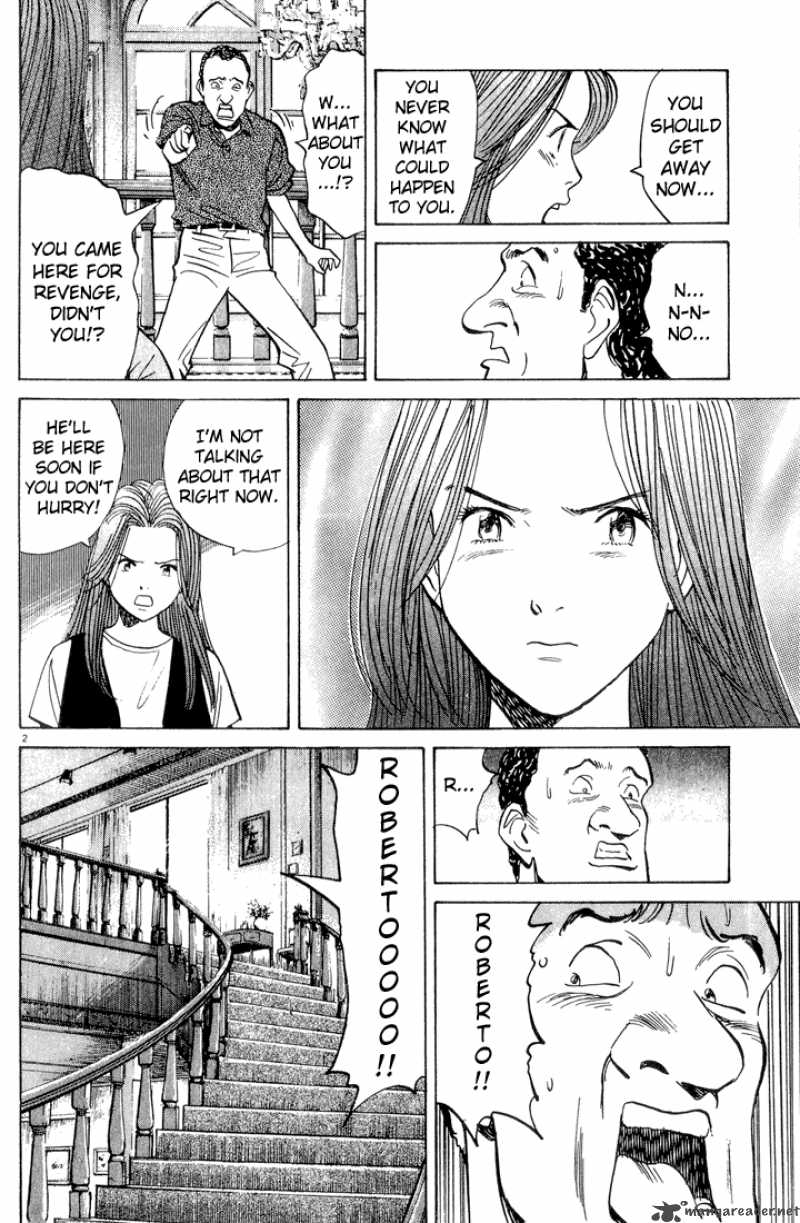 YOU
SHOULD
GET
AWAY
NOW...
YOU
NEVER
KNOW
WHAT
COULD
HAPPEN
TO YOU.
N...
N-N-
NO...
W...
WHAT
ABOUT
YOU
...!?
YOU CAME
HERE FOR
REVENGE,
DIDN'T
YOU!?
I'M NOT
TALKING
ABOUT THAT
RIGHT NOW.
HE'LL
BE HERE
SOON IF
YOU DON'T
HURRY!
2
R...
ROBERTO!!
ROBERTOOOOO!!
mangareader.net